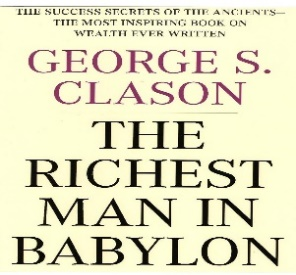 THE SUCCESS SECRETS OF THE ANCIENTS—
THE MOST INSPIRING BOOK ON
WEALTH EVER WRITTEN
GEORGE S.
CLASON
THE
RICHEST
MAN IN
BABYLON